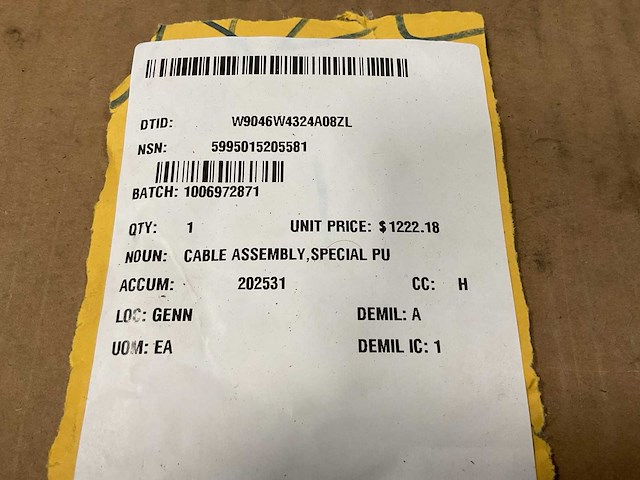 DTID: W9046W4324A08ZL
NSN: 5995015205581
BATCH: 1006972871
QTY: 1 UNIT PRICE: $1222.18
NOUN: CABLE ASSEMBLY,SPECIAL PU
ACCUM: 202531 CC: H
LOC: GENN DEMIL: A
UOM: EA DEMIL IC: 1